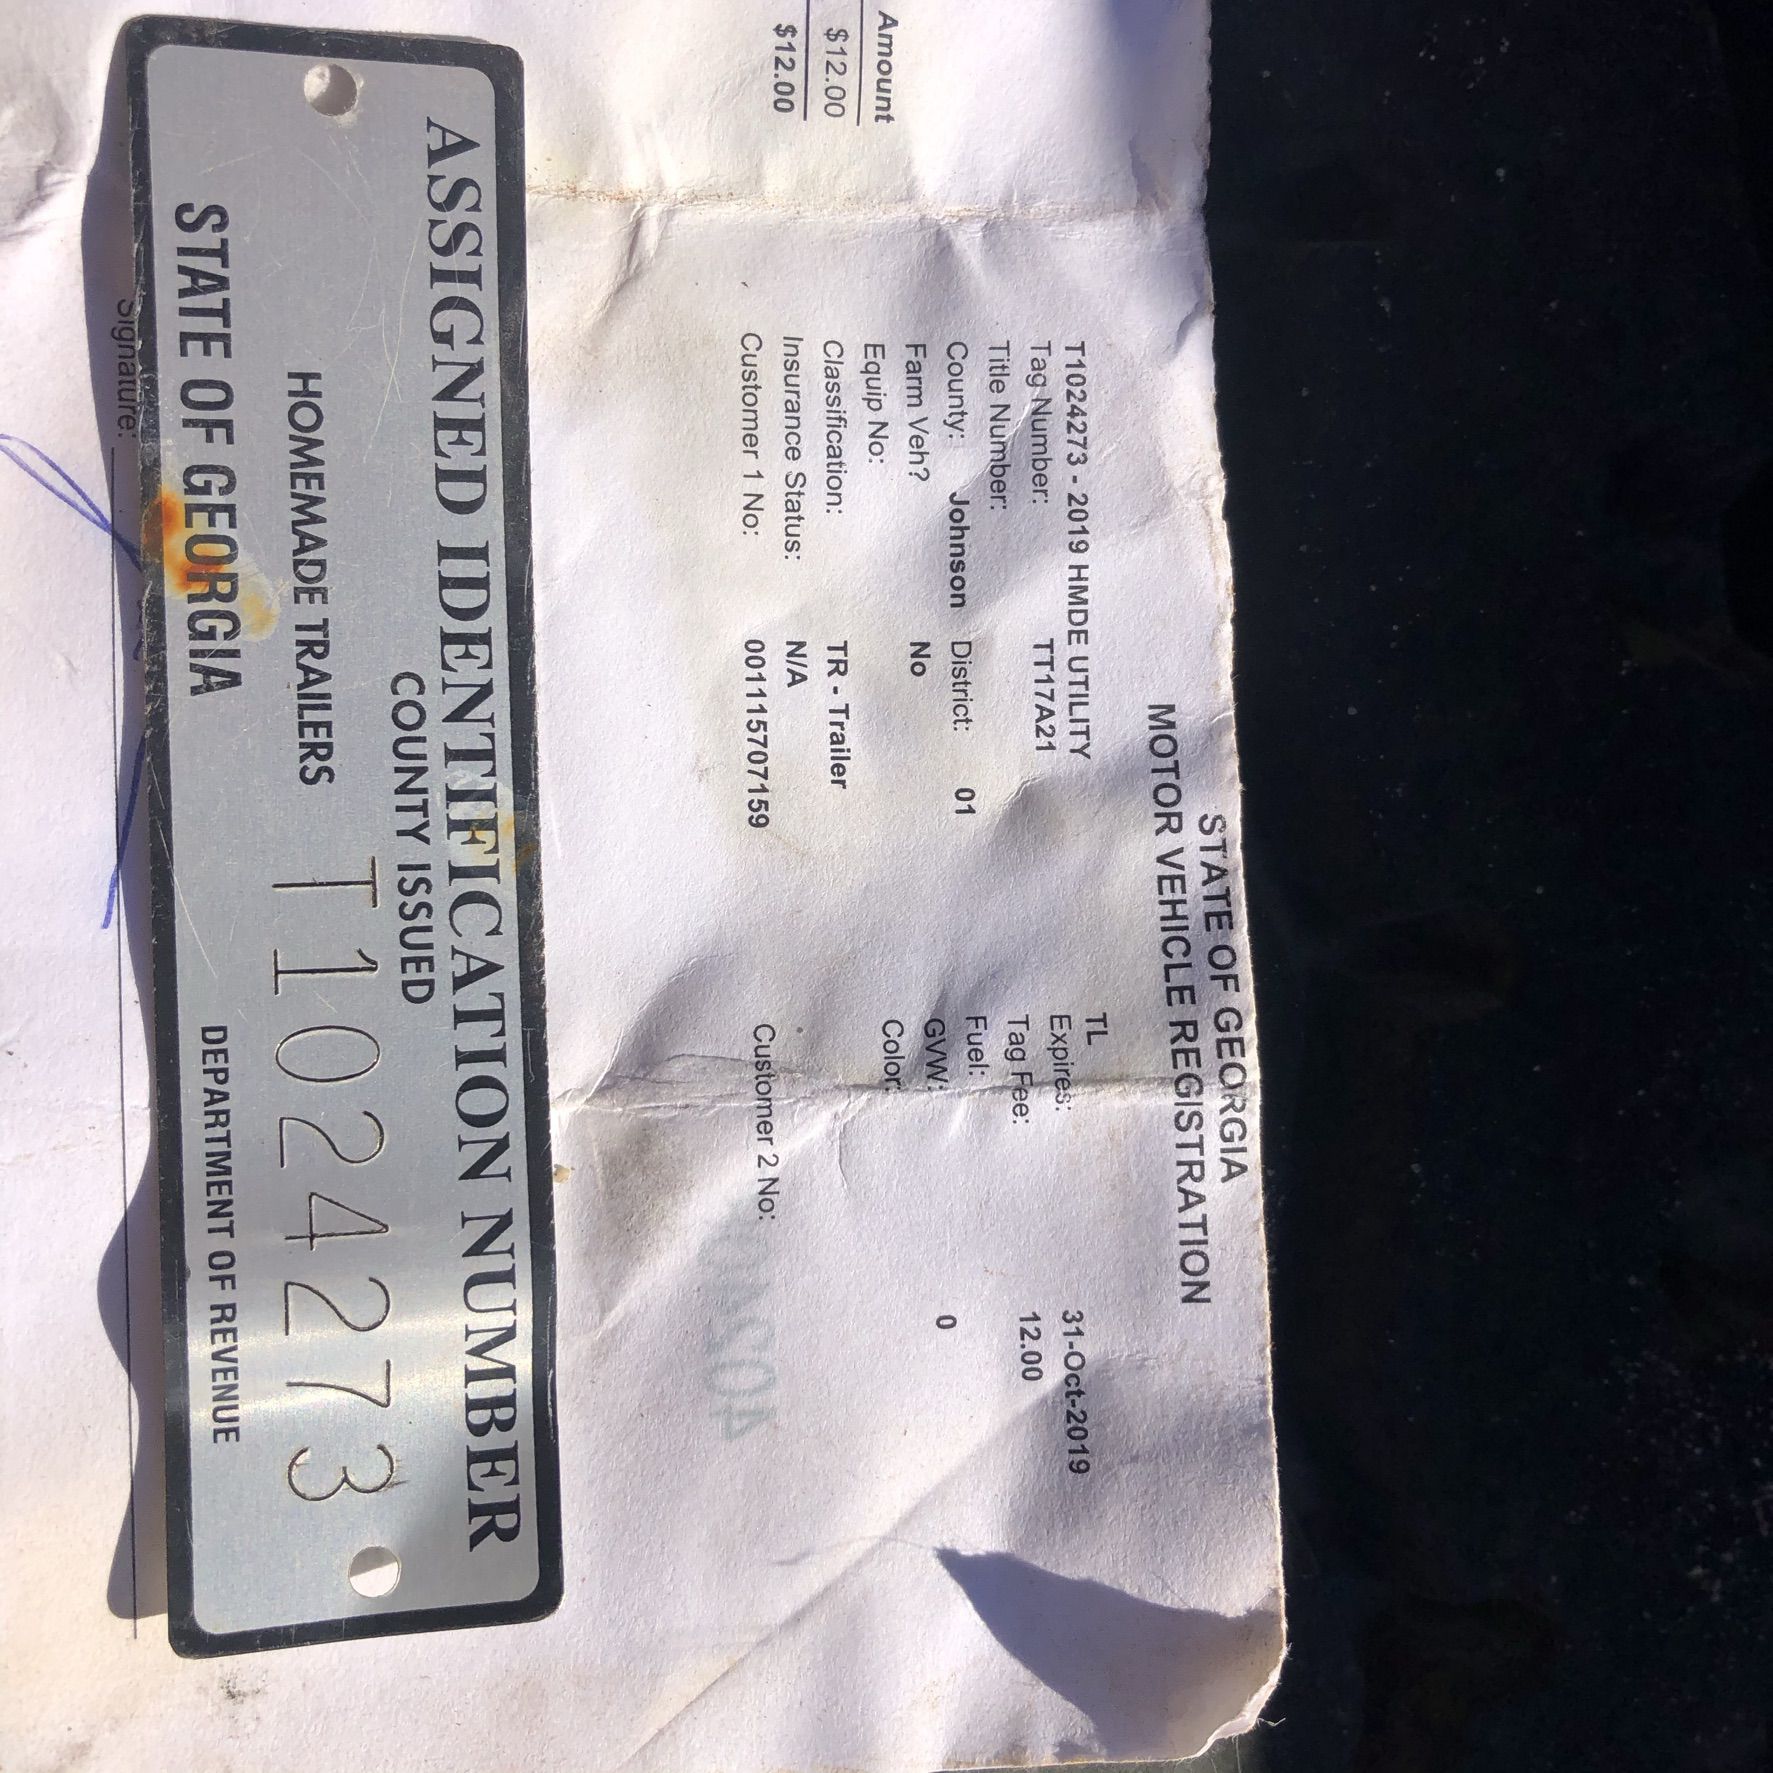 STATE OF GEORGIA
MOTOR VEHICLE REGISTRATION
T1024273 - 2019 HMDE UTILITY TL
Tag Number: TT17A21 Expires: 31-Oct-2019
Title Number: Tag Fee: 12.00
County: Johnson District: 01 Fuel:
Farm Veh? No GVW: 0
Equip No: Color:
Classification: TR - Trailer
Insurance Status: N/A
Customer 1 No: 001115707159 Customer 2 No:
Amount
$12.00
$12.00
ASSIGNED IDENTIFICATION NUMBER
COUNTY ISSUED
HOMEMADE TRAILERS T1024273
STATE OF GEORGIA DEPARTMENT OF REVENUE
Signature: